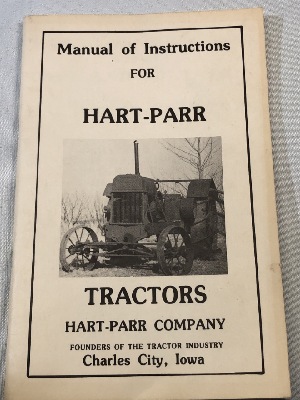 Manual of Instructions
FOR
HART-PARR
TRACTORS
HART-PARR COMPANY
FOUNDERS OF THE TRACTOR INDUSTRY
Charles City, Iowa